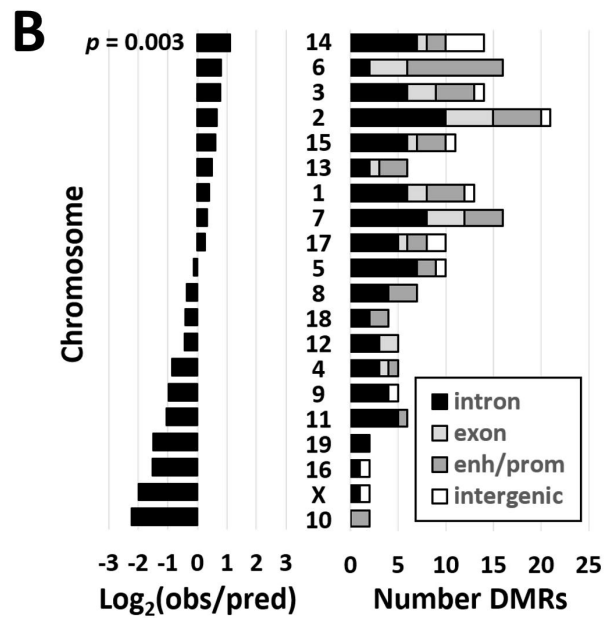 B
p = 0.003
Chromosome
14
6
3
2
15
13
1
7
17
5
8
18
12
4
9
11
19
16
X
10
intron
exon
enh/prom
intergenic
-3 -2 -1 0 1 2 3
0 5 10 15 20 25
Log₂(obs/pred)
Number DMRs